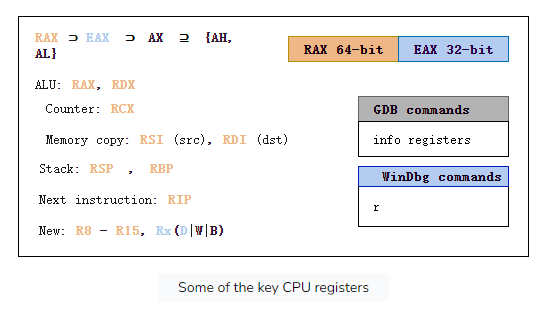 RAX ⊃ EAX ⊃ AX ⊇ {AH,
AL}
RAX 64-bit
EAX 32-bit
ALU: RAX, RDX
Counter: RCX
Memory copy: RSI (src), RDI (dst)
Stack: RSP , RBP
Next instruction: RIP
New: R8 - R15, Rx(D|W|B)
GDB commands
info registers
WinDbg commands
r
Some of the key CPU registers